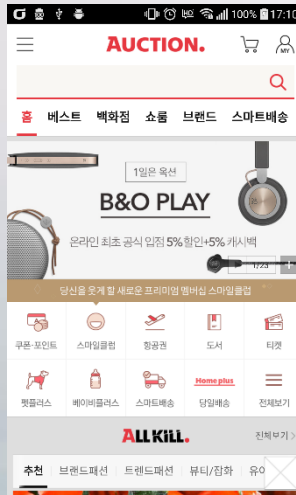 100% 17:10
AUCTION.
MY
홈 베스트 백화점 쇼룸 브랜드 스마트배송
1일은 옥션
B&O PLAY
온라인 최초 공식 입점 5%할인+5% 캐시백
1/23 +
당신을 웃게 할 새로운 프리미엄 멤버십 스마일클럽
쿠폰·포인트 스마일클럽 항공권 도서 티켓
Home plus
펫플러스 베이비플러스 스마트배송 당일배송 전체보기
ALL KILL. 전체보기 >
추천 브랜드패션 트렌드패션 뷰티/잡화 유